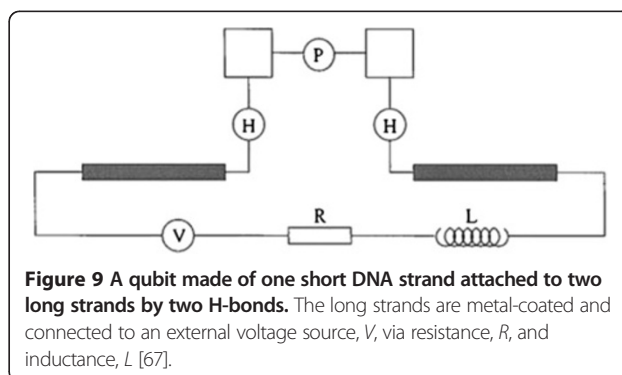 P
H H
R L
V
Figure 9 A qubit made of one short DNA strand attached to two
long strands by two H-bonds. The long strands are metal-coated and
connected to an external voltage source, V, via resistance, R, and
inductance, L [67].